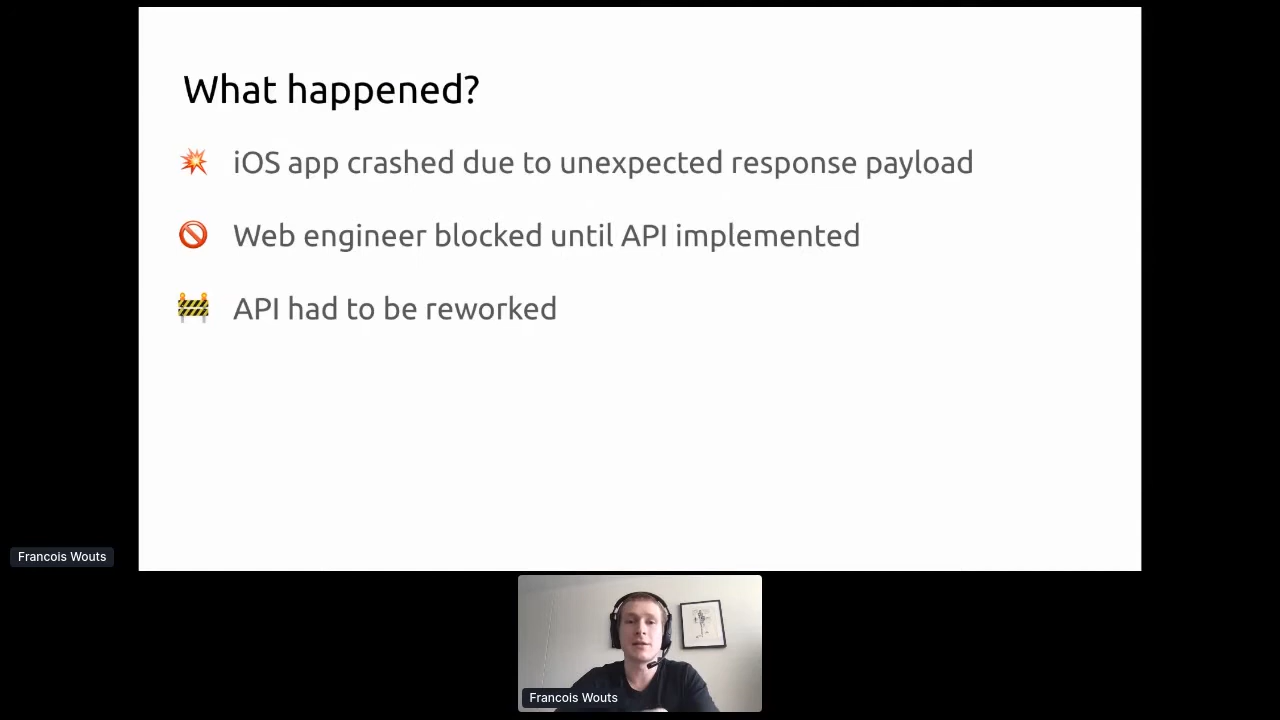 What happened?
💥 iOS app crashed due to unexpected response payload
🚫 Web engineer blocked until API implemented
🚧 API had to be reworked
Francois Wouts
Francois Wouts